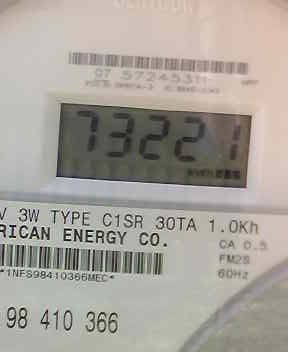 07 57245311
73221
V 3W TYPE C1SR 30TA 1.0Kh
RICAN ENERGY CO.
CA 0.5
FM2S
60Hz
*1NFS98410366MEC*
98 410 366